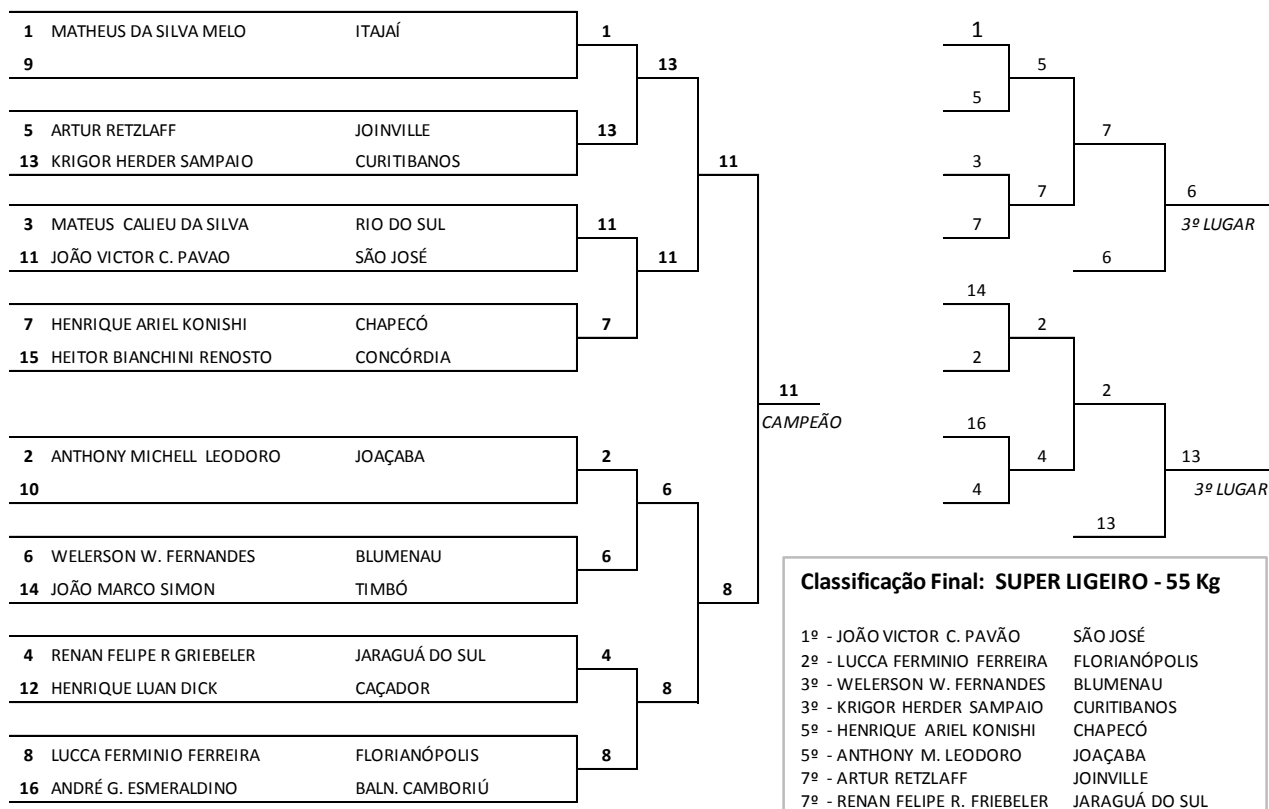 1 MATHEUS DA SILVA MELO ITAJAÍ
9
5 ARTUR RETZLAFF JOINVILLE
13 KRIGOR HERDER SAMPAIO CURITIBANOS
3 MATEUS CALIEU DA SILVA RIO DO SUL
11 JOÃO VICTOR C. PAVAO SÃO JOSÉ
7 HENRIQUE ARIEL KONISHI CHAPECÓ
15 HEITOR BIANCHINI RENOSTO CONCÓRDIA
2 ANTHONY MICHELL LEODORO JOAÇABA
10
6 WELERSON W. FERNANDES BLUMENAU
14 JOÃO MARCO SIMON TIMBÓ
4 RENAN FELIPE R GRIEBELER JARAGUÁ DO SUL
12 HENRIQUE LUAN DICK CAÇADOR
8 LUCCA FERMINIO FERREIRA FLORIANÓPOLIS
16 ANDRÉ G. ESMERALDINO BALN. CAMBORIÚ
1
13
11
7
2
6
4
8
13
11
6
8
11
8
11
CAMPEÃO
1
5
3
7
5
7
7
6
6
3º LUGAR
14
2
16
4
2
4
2
13
13
3º LUGAR
Classificação Final: SUPER LIGEIRO - 55 Kg
1º - JOÃO VICTOR C. PAVÃO SÃO JOSÉ
2º - LUCCA FERMINIO FERREIRA FLORIANÓPOLIS
3º - WELERSON W. FERNANDES BLUMENAU
3º - KRIGOR HERDER SAMPAIO CURITIBANOS
5º - HENRIQUE ARIEL KONISHI CHAPECÓ
5º - ANTHONY M. LEODORO JOAÇABA
7º - ARTUR RETZLAFF JOINVILLE
7º - RENAN FELIPE R. FRIEBELER JARAGUÁ DO SUL